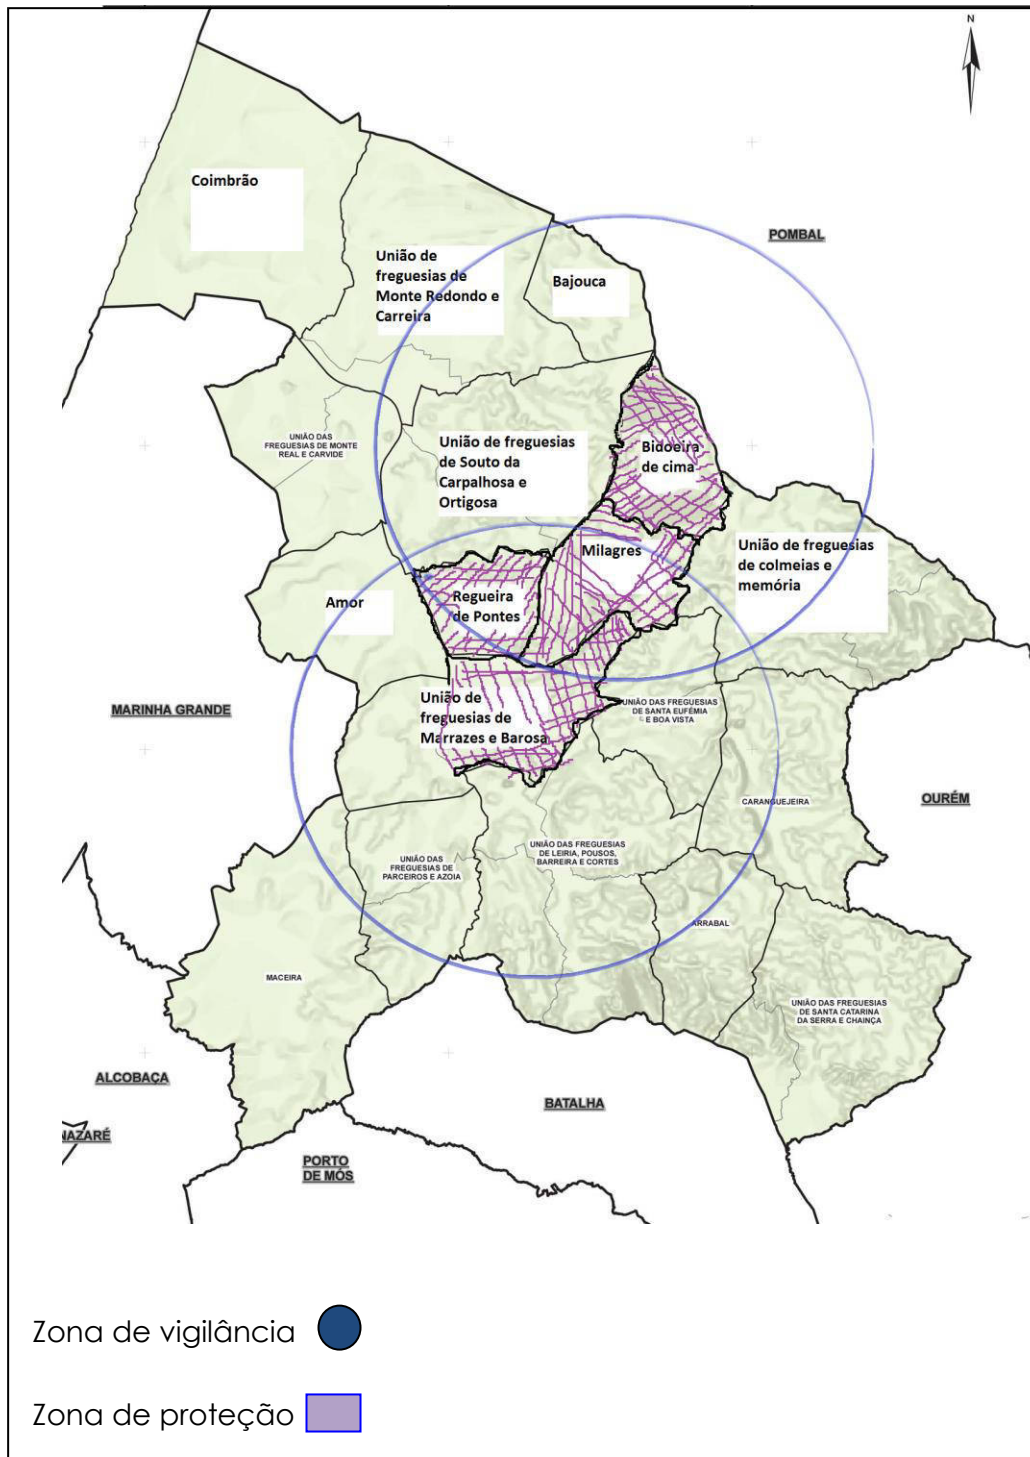 N
POMBAL
Coimbrão
União de
freguesias de
Monte Redondo e
Carreira
Bajouca
UNIÃO DAS
FREGUESIAS DE MONTE
REAL E CARVIDE
União de freguesias
de Souto da
Carpalhosa e
Ortigosa
Bidoeira
de cima
Milagres
União de freguesias
de colmeias e
memória
Amor
Regueira
de Pontes
MARINHA GRANDE
União de
freguesias de
Marrazes e Barosa
UNIÃO DAS FREGUESIAS
DE SANTA EUFÉMIA
E BOA VISTA
CARANGUEJEIRA
OURÉM
UNIÃO DAS
FREGUESIAS DE
PARCEIROS E AZOIA
UNIÃO DAS FREGUESIAS
DE LEIRIA, POUSOS,
BARREIRA E CORTES
ARRABAL
MACEIRA
UNIÃO DAS FREGUESIAS
DE SANTA CATARINA
DA SERRA E CHAINÇA
ALCOBAÇA
BATALHA
NAZARÉ
PORTO
DE MÓS
Zona de vigilância
Zona de proteção